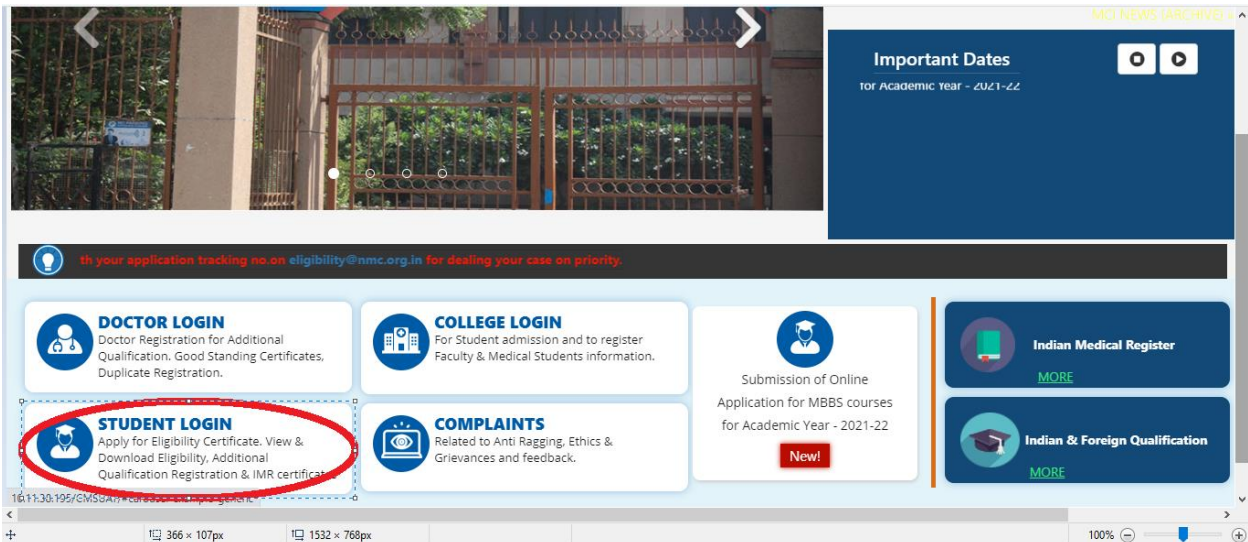 MCI NEWS (ARCHIVE)
Important Dates
for Academic Year - 2021-22
th your application tracking no.on eligibility@nmc.org.in for dealing your case on priority.
DOCTOR LOGIN
Doctor Registration for Additional
Qualification. Good Standing Certificates,
Duplicate Registration.
COLLEGE LOGIN
For Student admission and to register
Faculty & Medical Students information.
STUDENT LOGIN
Apply for Eligibility Certificate. View &
Download Eligibility, Additional
Qualification Registration & IMR certificate
COMPLAINTS
Related to Anti Ragging, Ethics &
Grievances and feedback.
Submission of Online
Application for MBBS courses
for Academic Year - 2021-22
New!
Indian Medical Register
MORE
Indian & Foreign Qualification
MORE
366 × 107px
1532 × 768px
100%